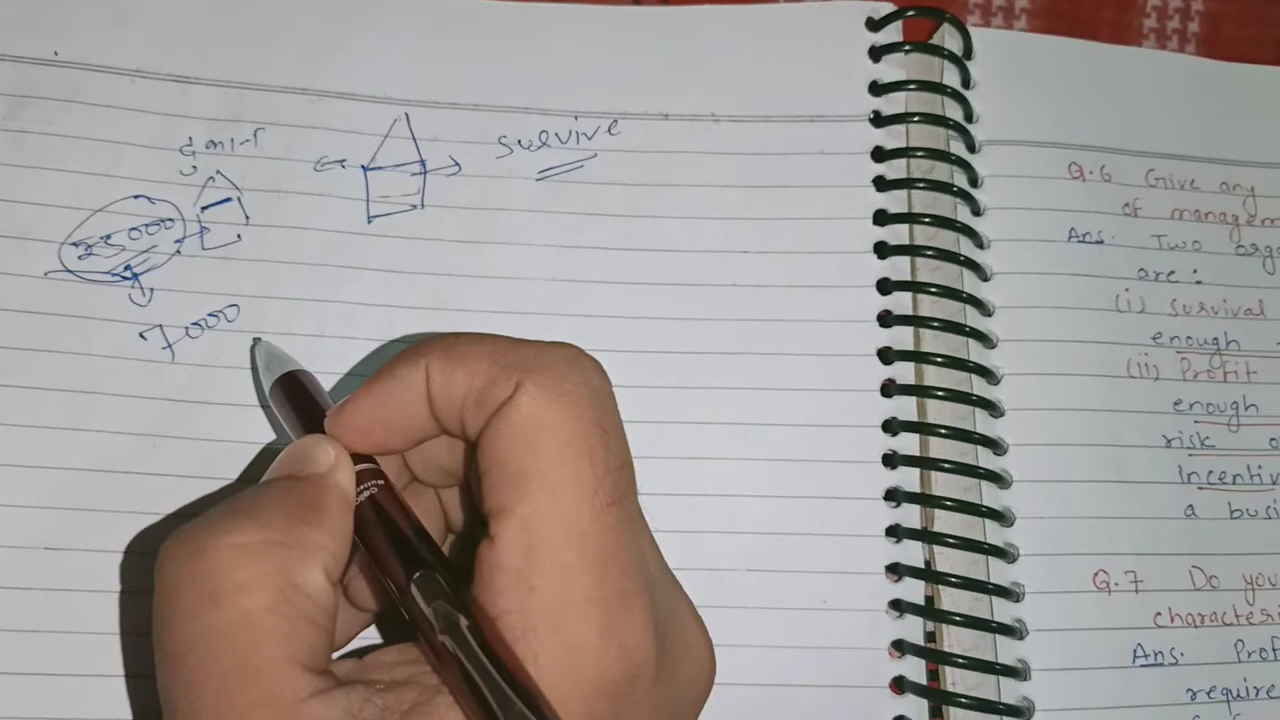 survive
25000
7000
Q.6 Give any
of managem
Ans. Two orga
are:
(i) Survival
enough
(ii) Profit
enough
risk o
Incentiv
a busi
Q.7 Do you
characteris
Ans. Prof
require